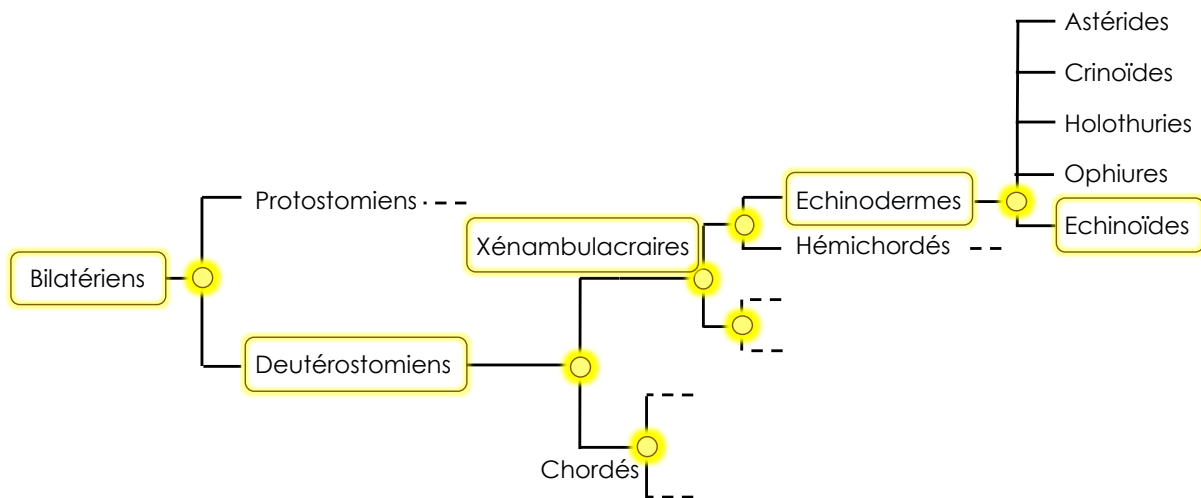 Astérides
Crinoïdes
Holothuries
Ophiures
Echinodermes
Protostomiens
Echinoïdes
Xénambulacraires
Hémichordés
Bilatériens
Deutérostomiens
Chordés